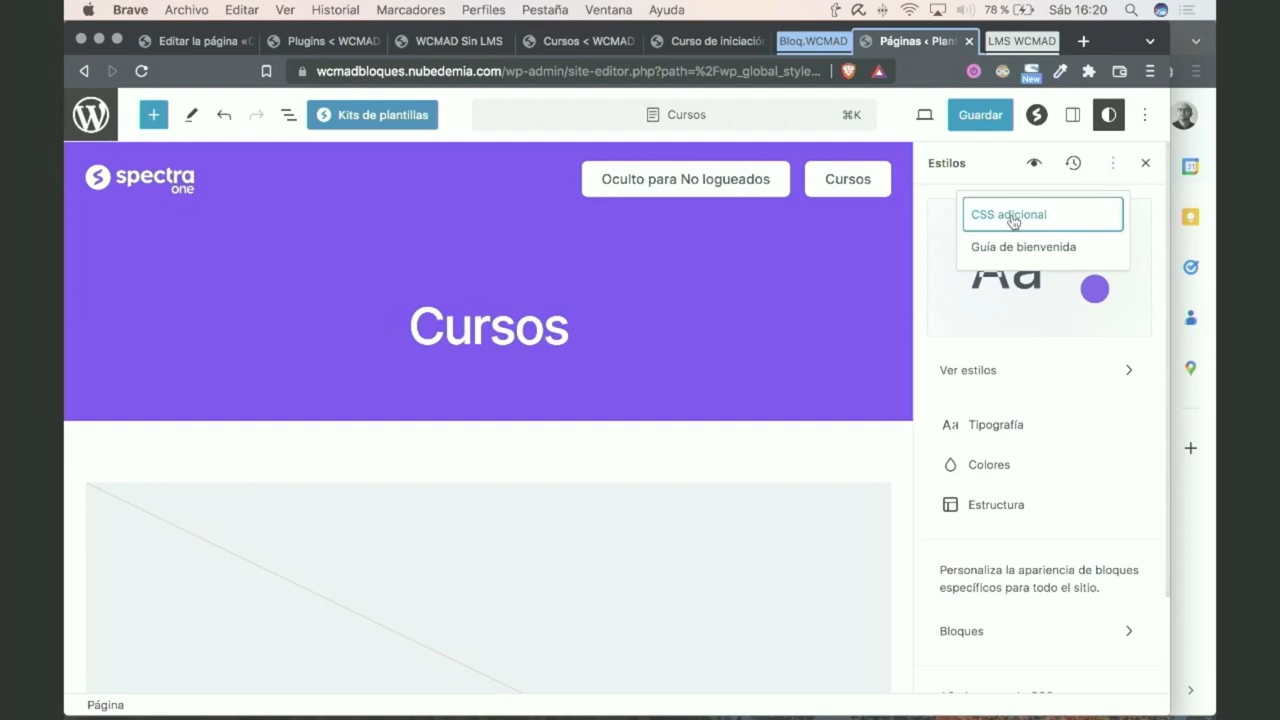 Brave Archivo Editar Ver Historial Marcadores Perfiles Pestaña Ventana Ayuda 78 % Sáb 16:20
Editar la página «C Plugins < WCMAD WCMAD Sin LMS Cursos < WCMAD Curso de iniciació Bloq.WCMAD Páginas ‹ Plant LMS WCMAD
wcmadbloques.nubedemia.com/wp-admin/site-editor.php?path=%2Fwp_global_style...
New
Kits de plantillas
Cursos
⌘K
Guardar
spectra
one
Oculto para No logueados
Cursos
Cursos
Estilos
CSS adicional
Guía de bienvenida
Aa
Ver estilos
Aa Tipografía
Colores
Estructura
Personaliza la apariencia de bloques
específicos para todo el sitio.
Bloques
Página
31